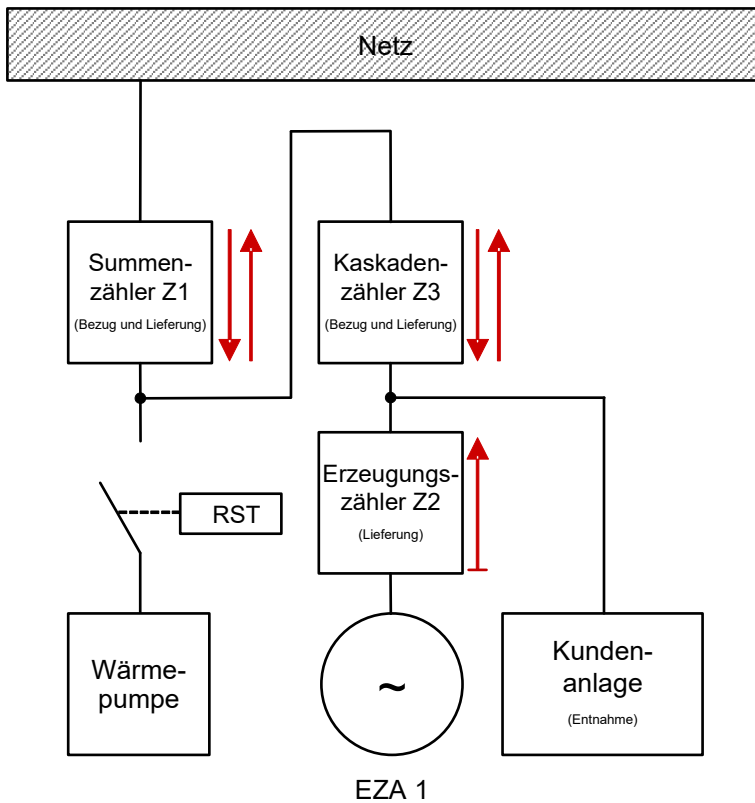 Netz
Summen-
zähler Z1
(Bezug und Lieferung)
Kaskaden-
zähler Z3
(Bezug und Lieferung)
Erzeugungs-
zähler Z2
(Lieferung)
RST
Wärme-
pumpe
~
Kunden-
anlage
(Entnahme)
EZA 1